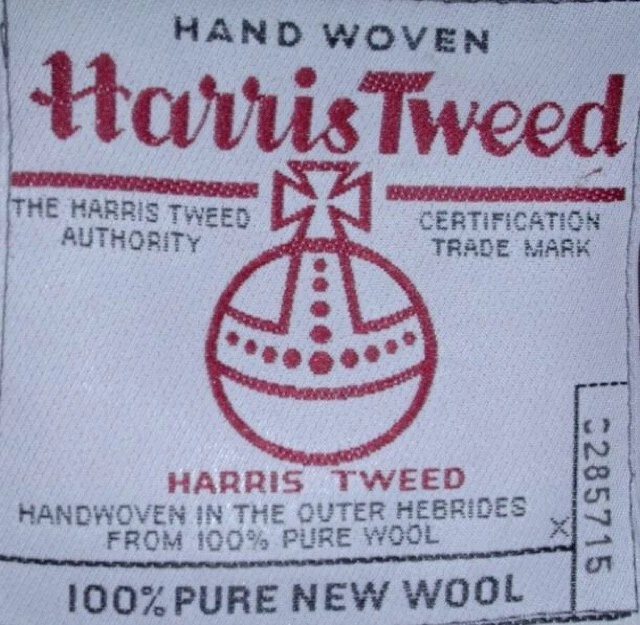 HAND WOVEN
Harris Tweed
THE HARRIS TWEED
AUTHORITY
CERTIFICATION
TRADE MARK
HARRIS TWEED
HANDWOVEN IN THE OUTER HEBRIDES
FROM 100% PURE WOOL
X
100% PURE NEW WOOL